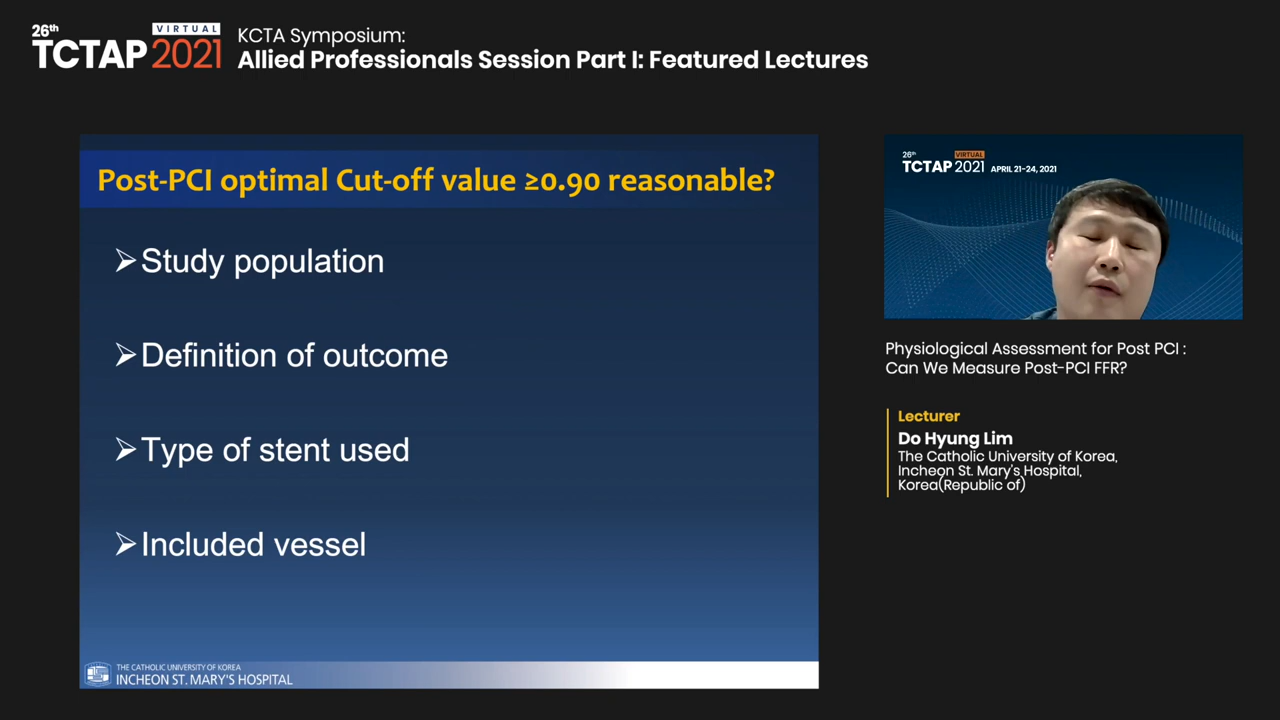 26th
VIRTUAL
TCTAP 2021
KCTA Symposium:
Allied Professionals Session Part I: Featured Lectures
Post-PCI optimal Cut-off value ≥0.90 reasonable?
➢Study population
➢Definition of outcome
➢Type of stent used
➢Included vessel
THE CATHOLIC UNIVERSITY OF KOREA
INCHEON ST. MARY'S HOSPITAL
26th
VIRTUAL
TCTAP 2021 APRIL 21-24, 2021
Physiological Assessment for Post PCI :
Can We Measure Post-PCI FFR?
Lecturer
Do Hyung Lim
The Catholic University of Korea,
Incheon St. Mary's Hospital,
Korea(Republic of)